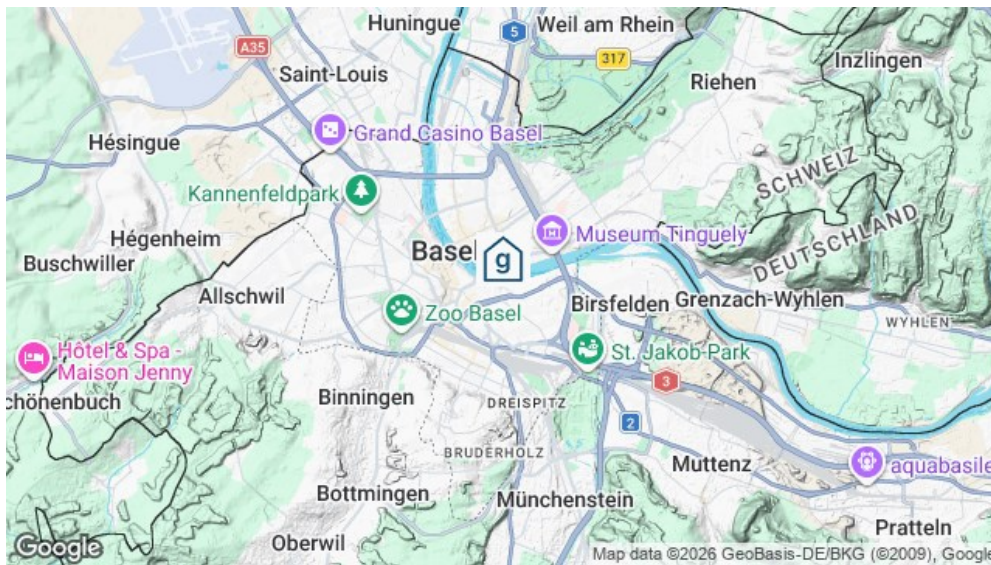 Huningue
Weil am Rhein
5
A35
317
Inzlingen
Saint-Louis
Riehen
Grand Casino Basel
Hésingue
SCHWEIZ
Kannenfeldpark
DEUTSCHLAND
Museum Tinguely
Hégenheim
Basel
g
Buschwiller
Allschwil
Birsfelden
Grenzach-Wyhlen
Zoo Basel
WYHLEN
Hôtel & Spa -
Maison Jenny
St. Jakob-Park
3
chönenbuch
Binningen
DREISPITZ
2
BRUDERHOLZ
Muttenz
aquabasile
Bottmingen
Münchenstein
Pratteln
Oberwil
Google
Map data ©2026 GeoBasis-DE/BKG (©2009), Google